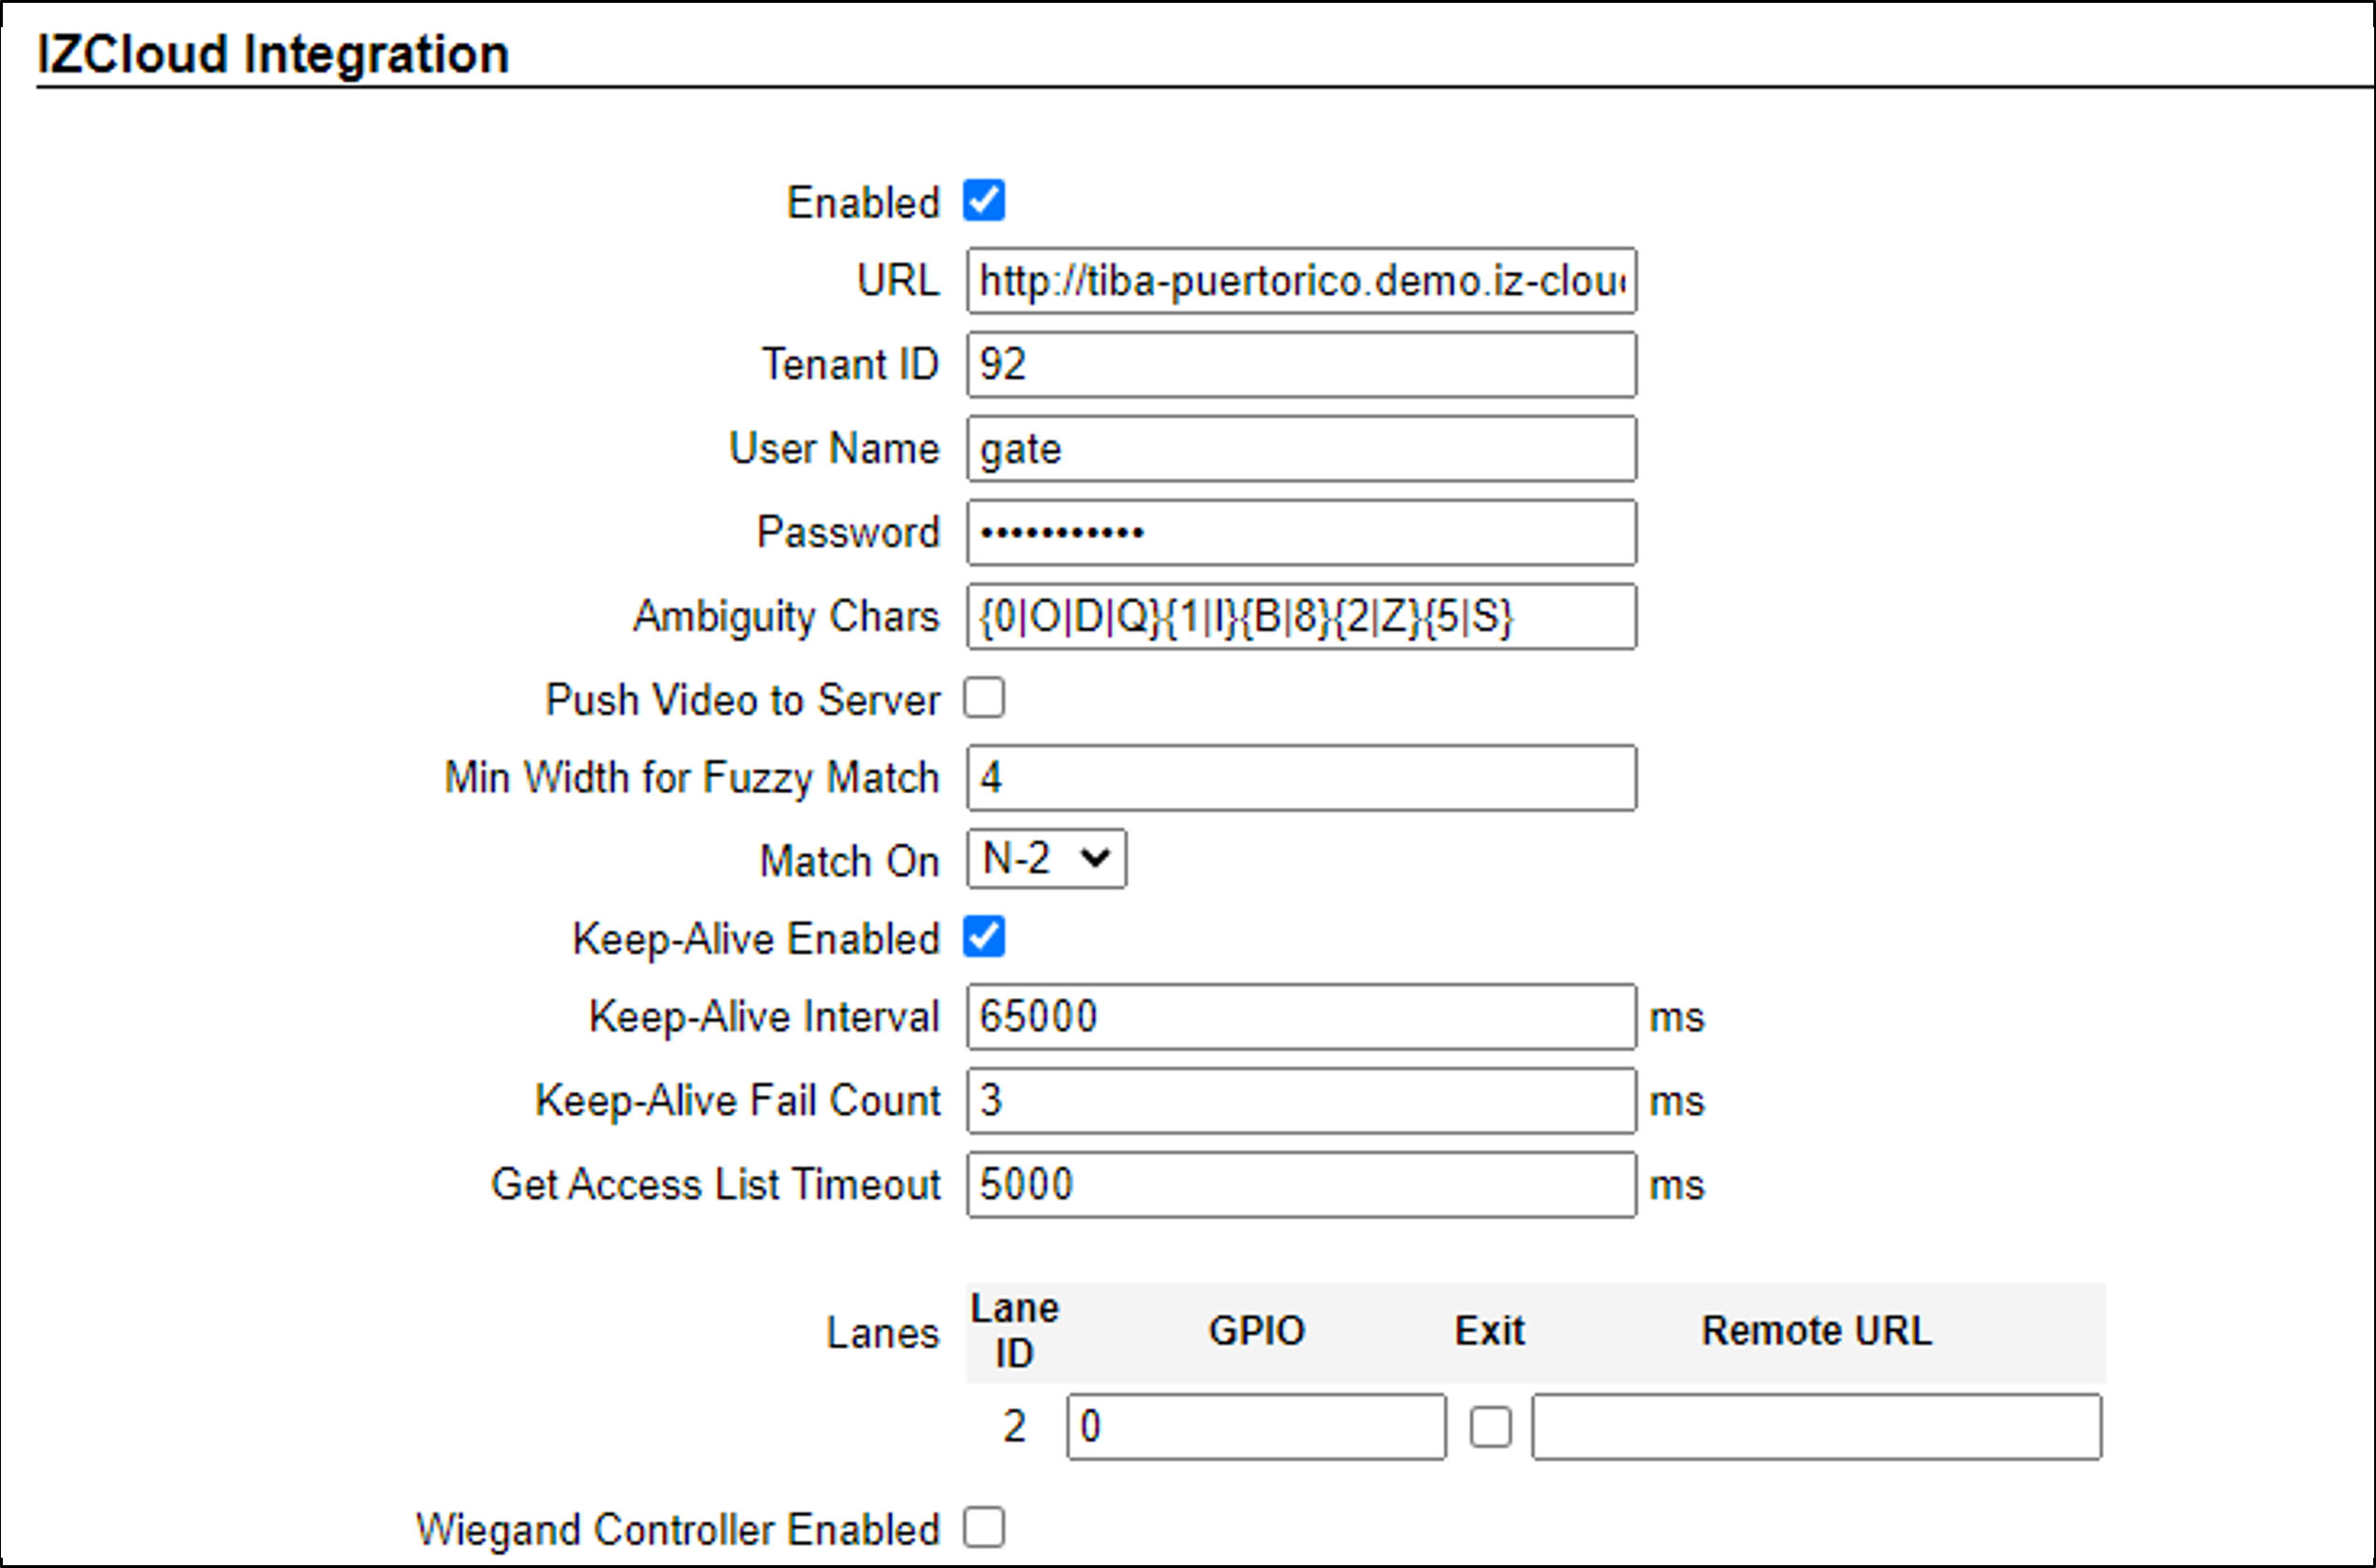 IZCloud Integration
Enabled
URL http://tiba-puertorico.demo.iz-clou
Tenant ID 92
User Name gate
Password •••••••••••
Ambiguity Chars {0|O|D|Q}{1|I}{B|8}{2|Z}{5|S}
Push Video to Server
Min Width for Fuzzy Match 4
Match On N-2
Keep-Alive Enabled
Keep-Alive Interval 65000 ms
Keep-Alive Fail Count 3 ms
Get Access List Timeout 5000 ms
Lanes Lane ID GPIO Exit Remote URL
2 0
Wiegand Controller Enabled